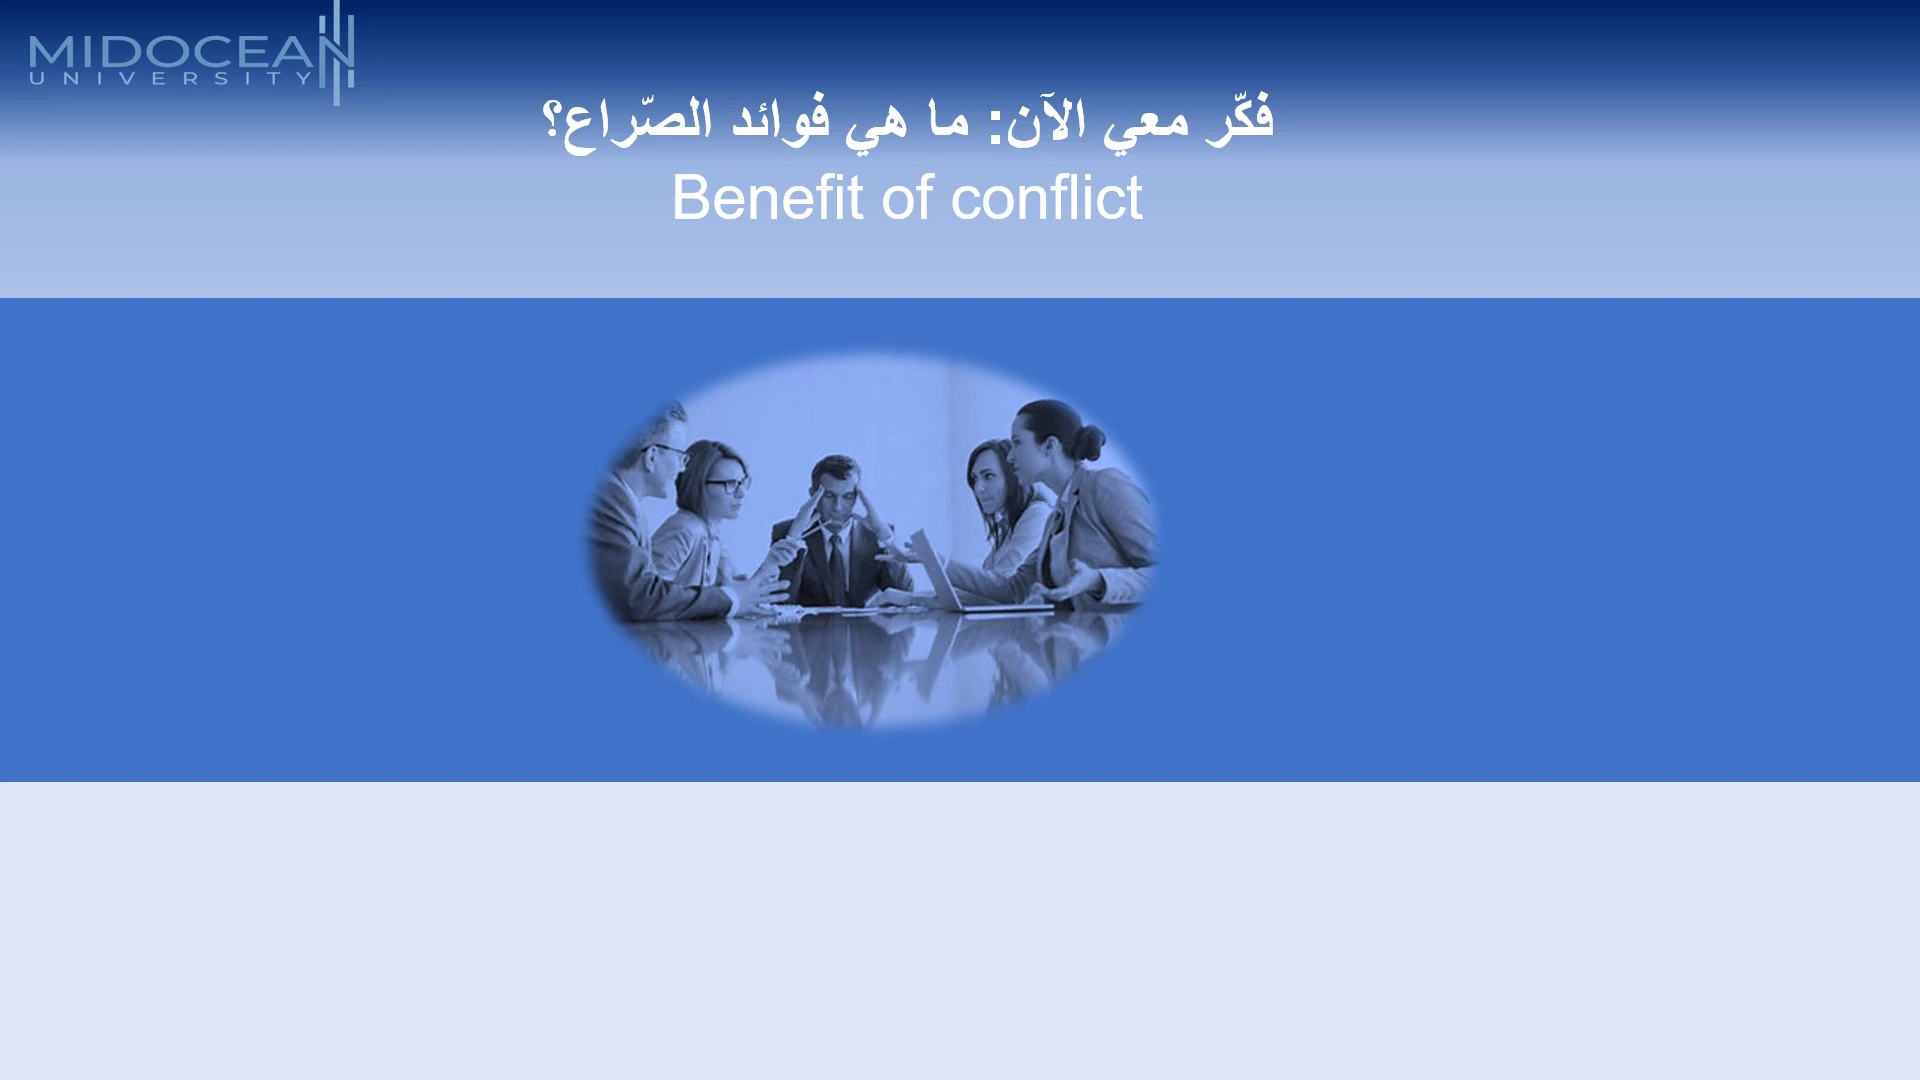 MIDOCEAN
UNIVERSITY
فكّر معي الآن: ما هي فوائد الصّراع؟
Benefit of conflict